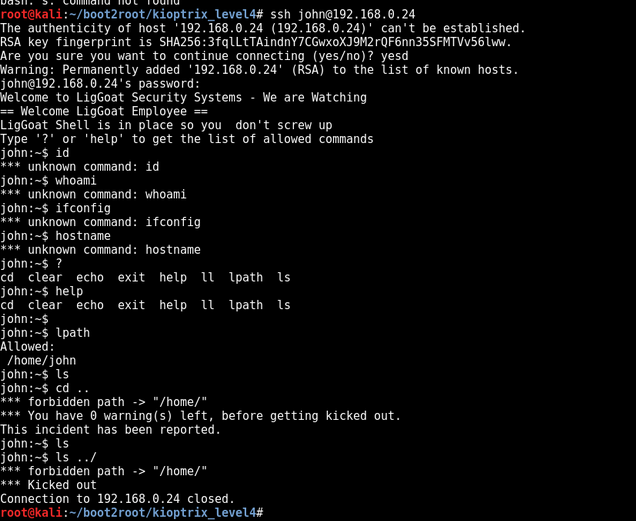 bash: s: command not found
root@kali:~/boot2root/kioptrix_level4# ssh john@192.168.0.24
The authenticity of host '192.168.0.24 (192.168.0.24)' can't be established.
RSA key fingerprint is SHA256:3fqlLtTAindnY7CGwxoXJ9M2rQF6nn35SFMTVv56lww.
Are you sure you want to continue connecting (yes/no)? yesd
Warning: Permanently added '192.168.0.24' (RSA) to the list of known hosts.
john@192.168.0.24's password:
Welcome to LigGoat Security Systems - We are Watching
== Welcome LigGoat Employee ==
LigGoat Shell is in place so you  don't screw up
Type '?' or 'help' to get the list of allowed commands
john:~$ id
*** unknown command: id
john:~$ whoami
*** unknown command: whoami
john:~$ ifconfig
*** unknown command: ifconfig
john:~$ hostname
*** unknown command: hostname
john:~$ ?
cd  clear  echo  exit  help  ll  lpath  ls
john:~$ help
cd  clear  echo  exit  help  ll  lpath  ls
john:~$
john:~$ lpath
Allowed:
 /home/john
john:~$ ls
john:~$ cd ..
*** forbidden path -> "/home/"
*** You have 0 warning(s) left, before getting kicked out.
This incident has been reported.
john:~$ ls
john:~$ ls ../
*** forbidden path -> "/home/"
*** Kicked out
Connection to 192.168.0.24 closed.
root@kali:~/boot2root/kioptrix_level4#